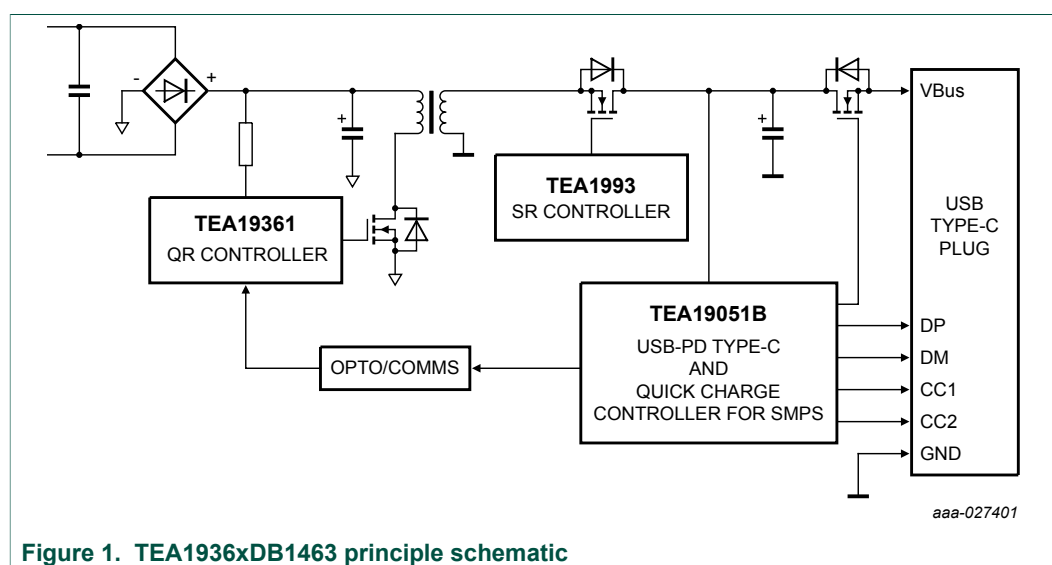 - +
+
+
VBus
TEA1993
SR CONTROLLER
TEA19361
QR CONTROLLER
USB
TYPE-C
PLUG
TEA19051B
USB-PD TYPE-C
AND
QUICK CHARGE
CONTROLLER FOR SMPS
OPTO/COMMS
DP
DM
CC1
CC2
GND
aaa-027401
Figure 1. TEA1936xDB1463 principle schematic